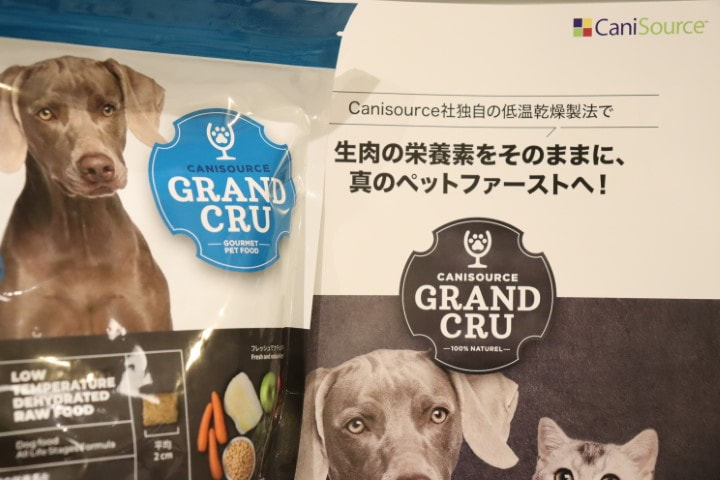 CANISOURCE
GRAND
CRU
GOURMET
PET FOOD
LOW
TEMPERATURE
DEHYDRATED
RAW FOOD
Dog food
All Life Stages Formula
平均
2cm
Fresh and
CaniSource
Canisource社独自の低温乾燥製法で
生肉の栄養素をそのままに、
真のペットファーストへ!
CANISOURCE
GRAND
CRU
100% NATUREL